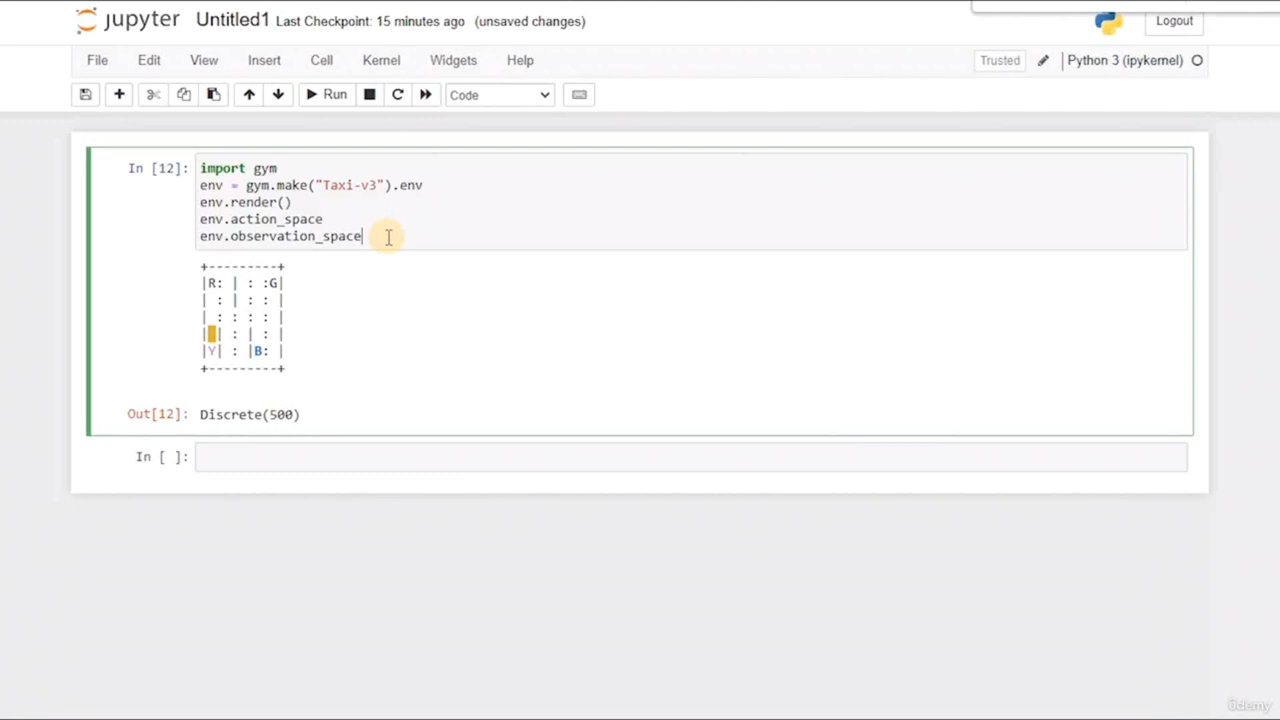 jupyter Untitled1 Last Checkpoint: 15 minutes ago (unsaved changes) Logout
File Edit View Insert Cell Kernel Widgets Help Trusted Python 3 (ipykernel)
Run Code
In [12]: import gym
env = gym.make("Taxi-v3").env
env.render()
env.action_space
env.observation_space
+---------+
|R: | : :G|
| : | : : |
| : : : : |
| | : | : |
|Y| : |B: |
+---------+
Out[12]: Discrete(500)
In [ ]:
ûdemy